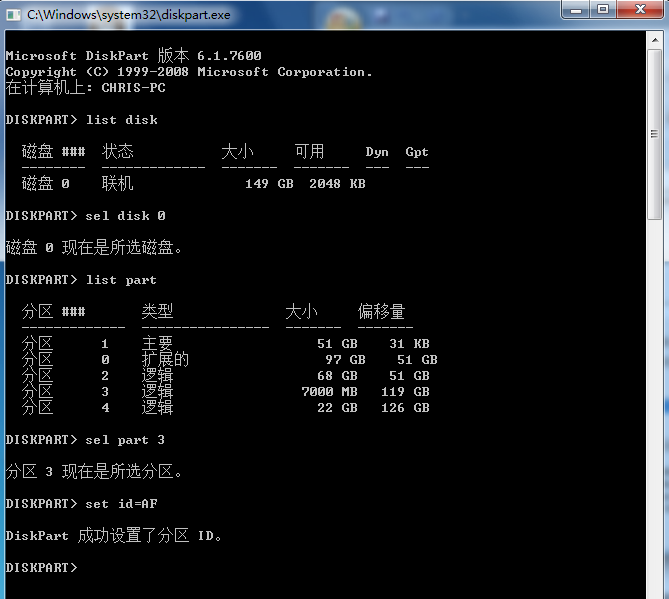 C:\Windows\system32\diskpart.exe
Microsoft DiskPart 版本 6.1.7600
Copyright (C) 1999-2008 Microsoft Corporation.
在计算机上: CHRIS-PC
DISKPART> list disk
磁盘 ### 状态 大小 可用 Dyn Gpt
-------- ------------- ------- ------- --- ---
磁盘 0 联机 149 GB 2048 KB
DISKPART> sel disk 0
磁盘 0 现在是所选磁盘。
DISKPART> list part
分区 ### 类型 大小 偏移量
------------- ---------------- ------- -------
分区 1 主要 51 GB 31 KB
分区 0 扩展的 97 GB 51 GB
分区 2 逻辑 68 GB 51 GB
分区 3 逻辑 7000 MB 119 GB
分区 4 逻辑 22 GB 126 GB
DISKPART> sel part 3
分区 3 现在是所选分区。
DISKPART> set id=AF
DiskPart 成功设置了分区 ID。
DISKPART>